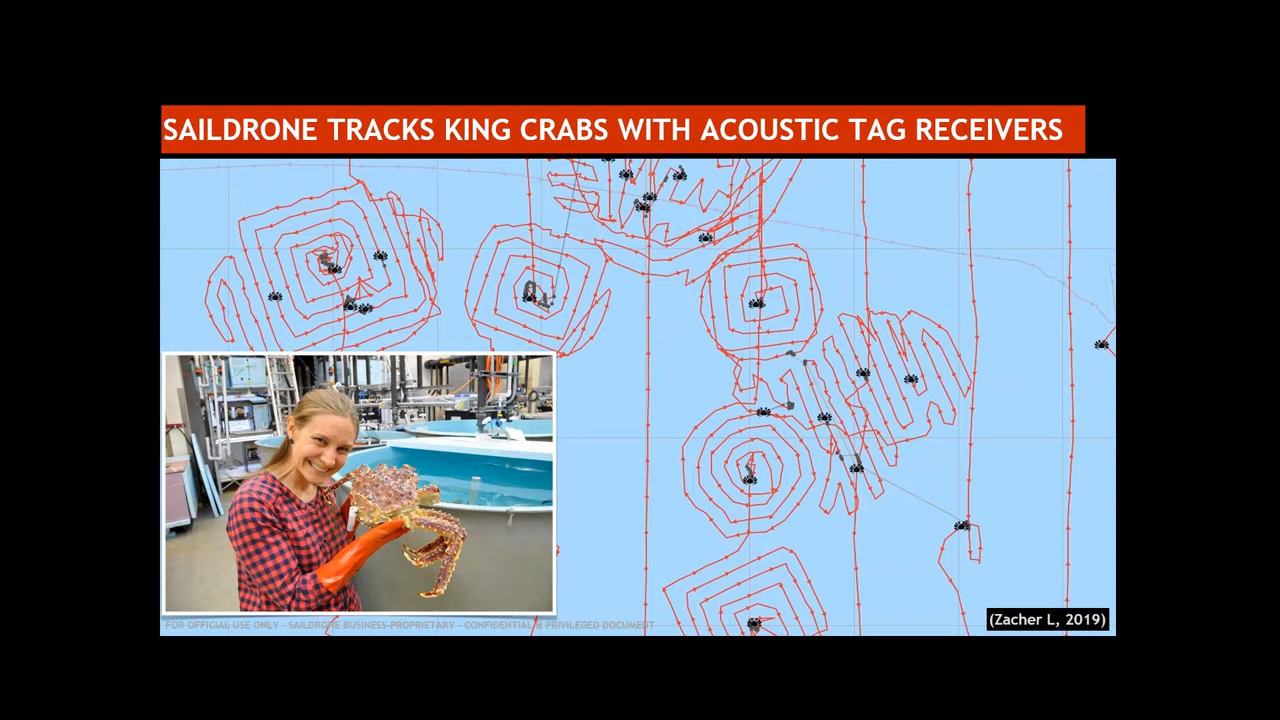 SAILDRONE TRACKS KING CRABS WITH ACOUSTIC TAG RECEIVERS
(Zacher L, 2019)
FOR OFFICIAL USE ONLY - SAILDRONE BUSINESS-PROPRIETARY - CONFIDENTIAL & PRIVILEGED DOCUMENT